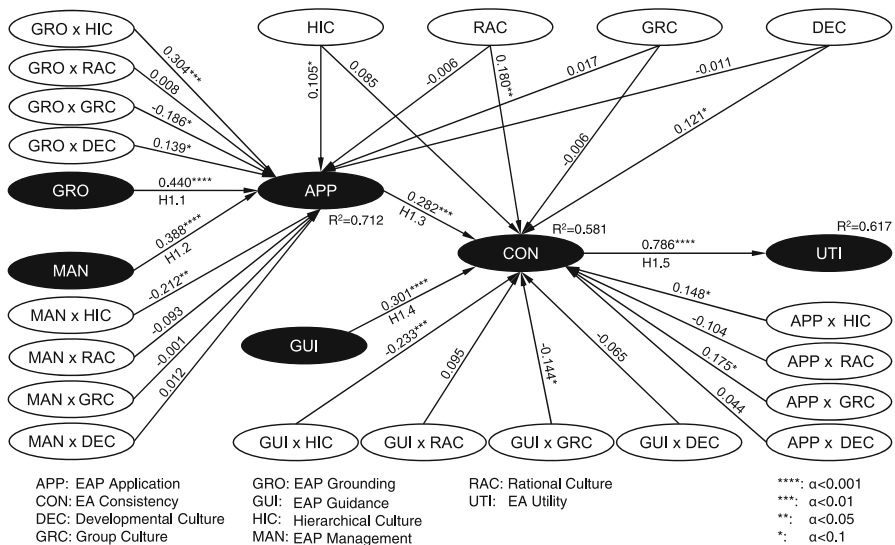 GRO x HIC
GRO x RAC
GRO x GRC
GRO x DEC
HIC
RAC
GRC
DEC
0.304***
0.008
-0.186*
0.139*
0.105*
0.085
-0.006
0.180**
0.017
-0.006
-0.011
0.121*
GRO
0.440****
H1.1
APP
R²=0.712
0.388****
H1.2
MAN
0.282***
H1.3
CON
R²=0.581
0.786****
H1.5
UTI
R²=0.617
MAN x HIC
MAN x RAC
MAN x GRC
MAN x DEC
-0.212**
-0.093
-0.001
0.012
GUI
0.301****
H1.4
-0.233***
0.095
-0.144*
-0.065
0.148*
-0.104
0.175*
0.044
APP x HIC
APP x RAC
APP x GRC
APP x DEC
GUI x HIC
GUI x RAC
GUI x GRC
GUI x DEC
APP: EAP Application
CON: EA Consistency
DEC: Developmental Culture
GRC: Group Culture
GRO: EAP Grounding
GUI: EAP Guidance
HIC: Hierarchical Culture
MAN: EAP Management
RAC: Rational Culture
UTI: EA Utility
****: α<0.001
***: α<0.01
**: α<0.05
*: α<0.1